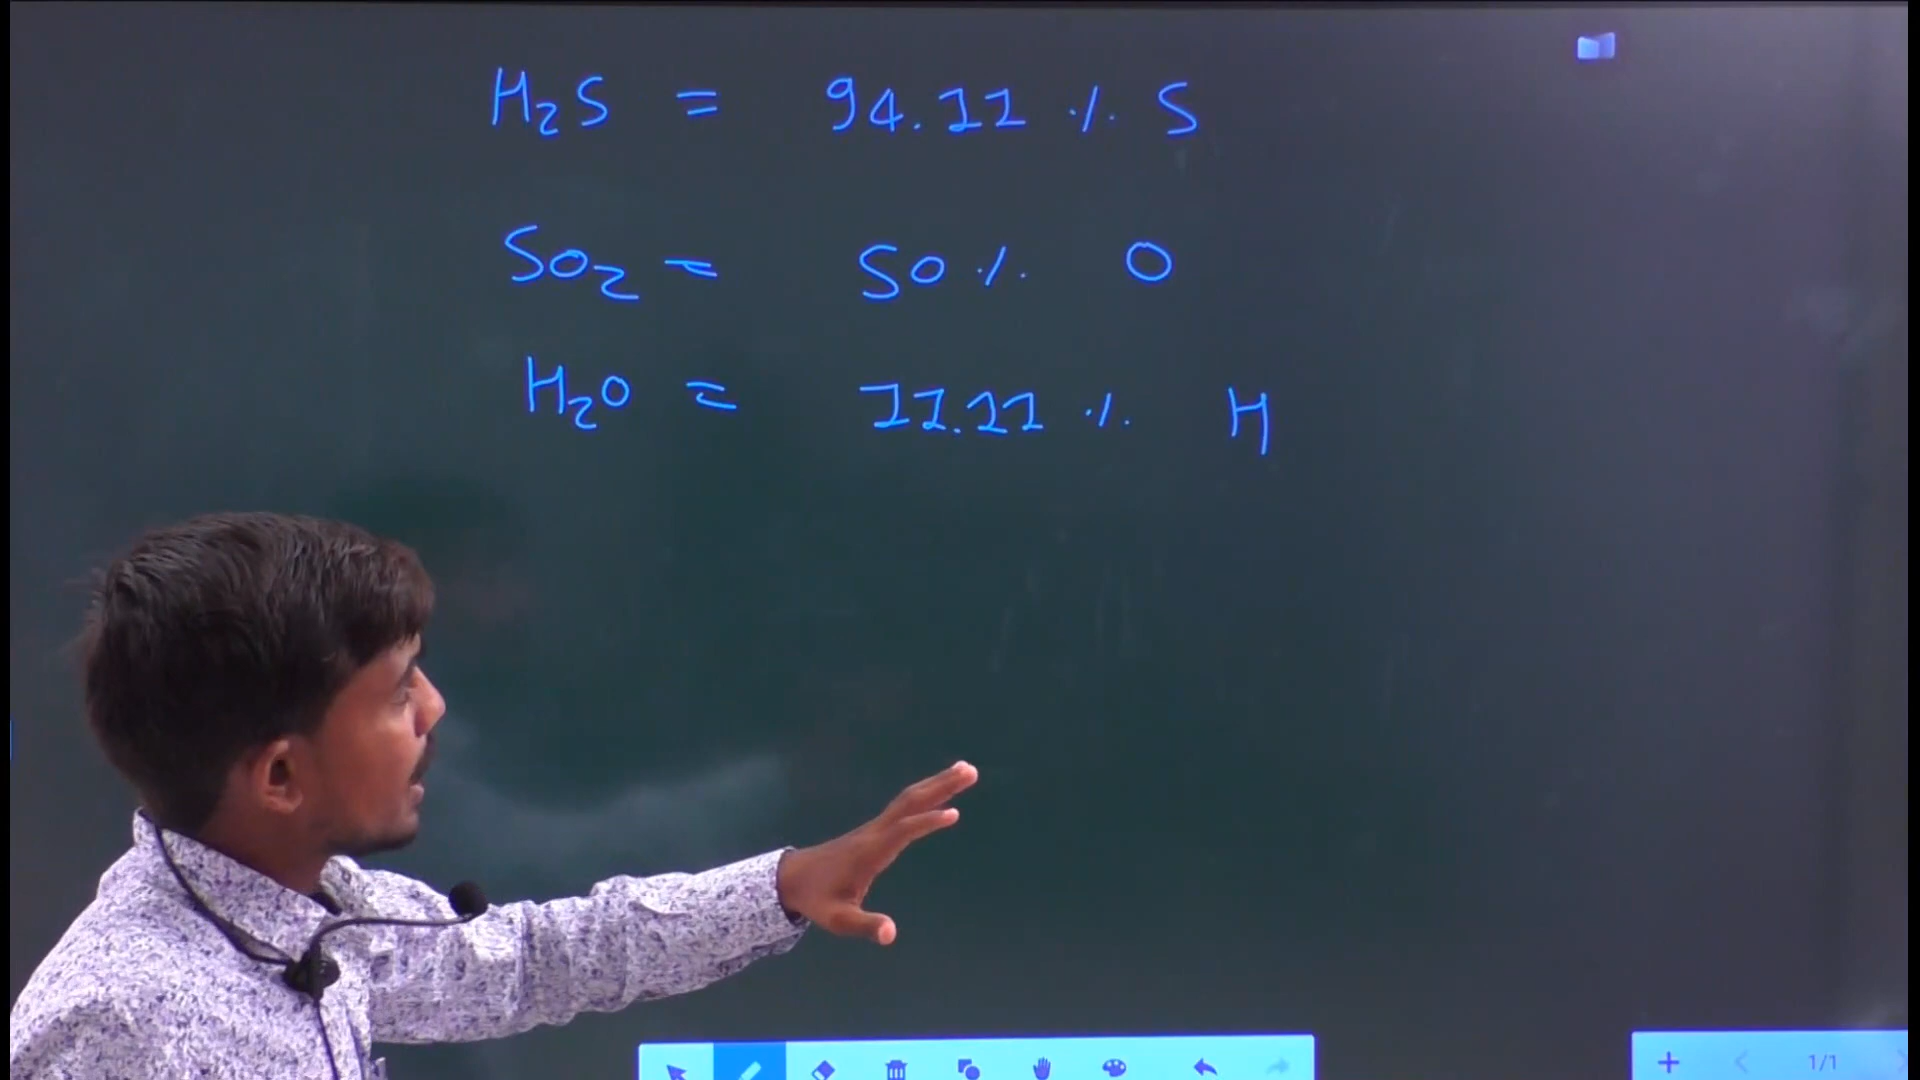 H₂S = 94.11 % S
SO₂ = 50 % O
H₂O = 11.11 % H
1/1